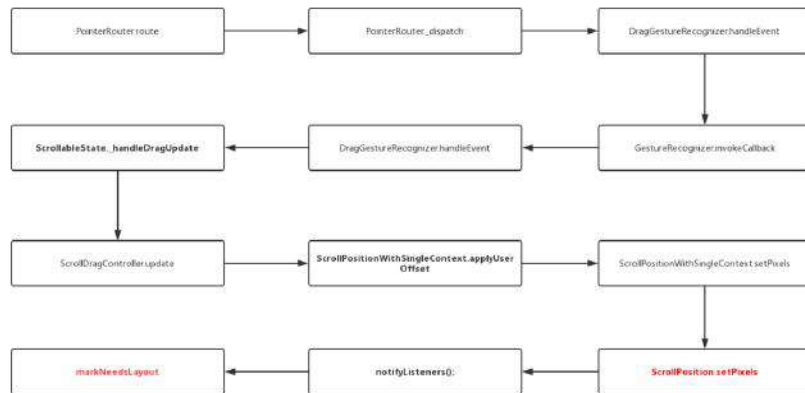 PointerRouter.route
PointerRouter._dispatch
DragGestureRecognizer.handleEvent
ScrollableState._handleDragUpdate
DragGestureRecognizer.handleEvent
GestureRecognizer.invokeCallback
ScrollDragController.update
ScrollPositionWithSingleContext.applyUser
Offset
ScrollPositionWithSingleContext.setPixels
markNeedsLayout
notifyListeners();
ScrollPosition.setPixels